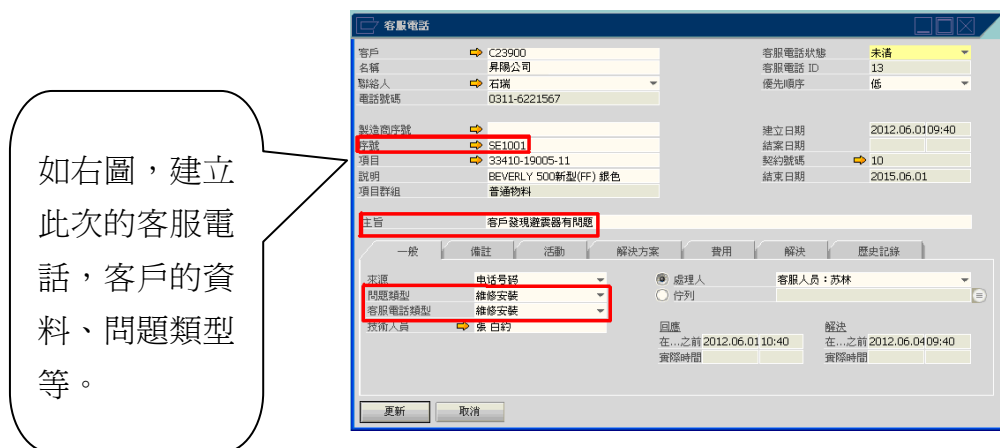 客服電話
如右圖，建立
此次的客服電
話，客戶的資
料、問題類型
等。
客戶 C23900 客服電話狀態 未清
名稱 昇陽公司 客服電話 ID 13
聯絡人 石瑞 優先順序 低
電話號碼 0311-6221567
製造商序號 建立日期 2012.06.01 09:40
序號 SE1001 結案日期
項目 33410-19005-11 契約號碼 10
說明 BEVERLY 500新型(FF) 銀色 結束日期 2015.06.01
項目群組 普通物料
主旨 客戶發現避震器有問題
一般 備註 活動 解決方案 費用 解決 歷史記錄
來源 电话号码 處理人 客服人员：苏林
問題類型 維修安裝 佇列
客服電話類型 維修安裝
技術人員 張 白約 回應 解決
在...之前 2012.06.01 10:40 在...之前 2012.06.04 09:40
實際時間 實際時間
更新 取消